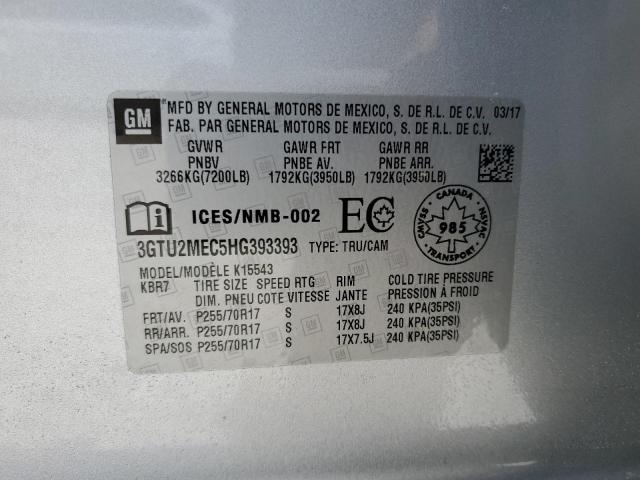 GM
MFD BY GENERAL MOTORS DE MEXICO, S. DE R.L. DE C.V. 03/17
FAB. PAR GENERAL MOTORS DE MEXICO, S. DE R.L. DE C.V.
GVWR GAWR FRT GAWR RR
PNBV PNBE AV. PNBE ARR.
3266KG(7200LB) 1792KG(3950LB) 1792KG(3950LB)
ICES/NMB-002 EC
CANADA
CMVSS 985 NSVAC
TRANSPORT
3GTU2MEC5HG393393 TYPE: TRU/CAM
MODEL/MODÈLE K15543
KBR7 TIRE SIZE SPEED RTG RIM COLD TIRE PRESSURE
DIM. PNEU COTE VITESSE JANTE PRESSION À FROID
FRT/AV. P255/70R17 S 17X8J 240 KPA(35PSI)
RR/ARR. P255/70R17 S 17X8J 240 KPA(35PSI)
SPA/SOS P255/70R17 S 17X7.5J 240 KPA(35PSI)